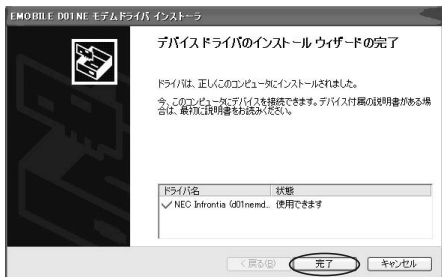 EMOBILE D01NE モデムドライバ インストーラ
デバイス ドライバのインストール ウィザードの完了
ドライバは、正しくこのコンピュータにインストールされました。
今、このコンピュータにデバイスを接続できます。デバイス付属の説明書がある場
合は、最初に説明書をお読みください。
ドライバ名 状態
NEC Infrontia (d01nemd... 使用できます
< 戻る(B) 完了 キャンセル